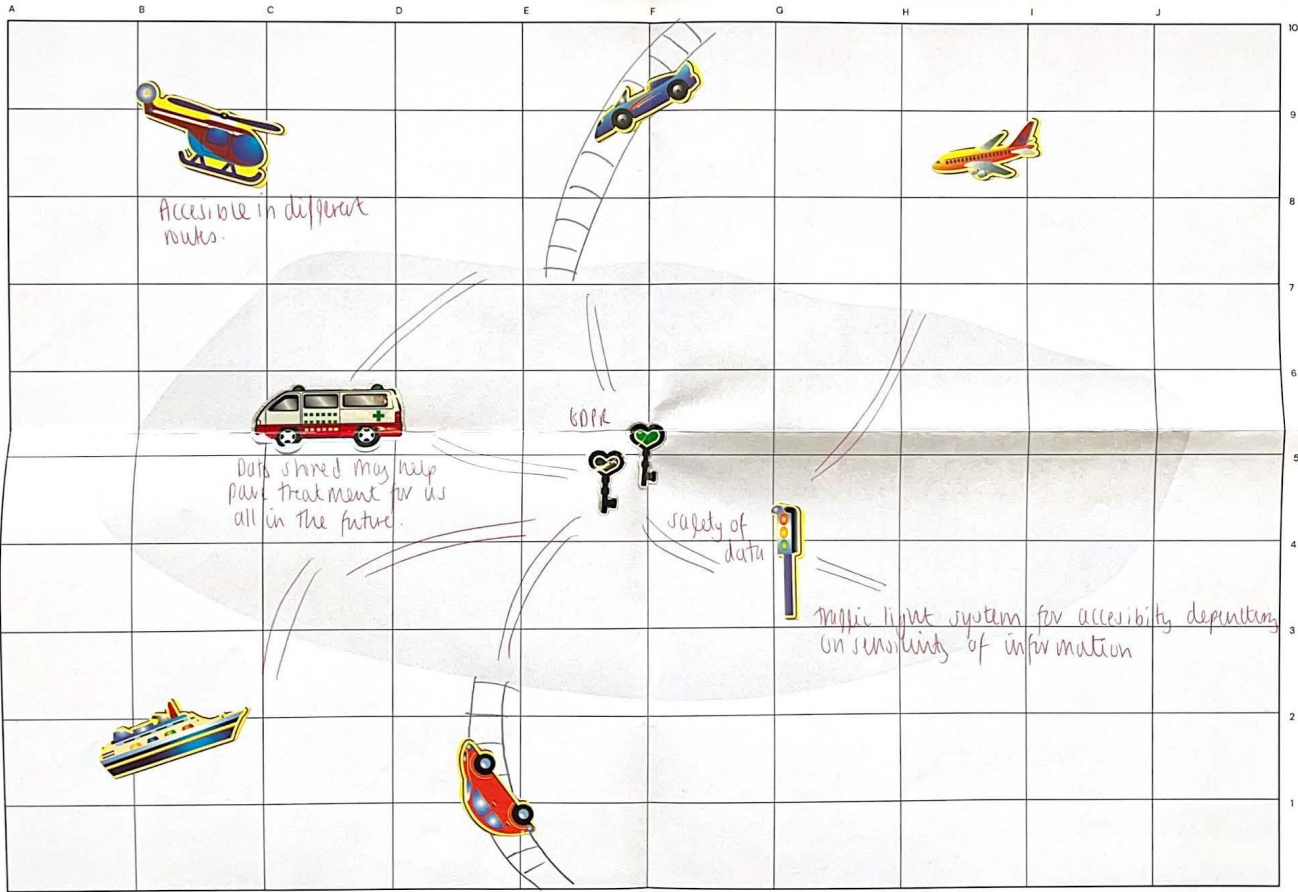 A B C D E F G H I J
10
9
Accesible in different
routes.
8
7
6
GDPR
5
Data shred may help
pave treatment for us
all in the future.
safety of
data
4
Traffic light system for accesibity depending
on sensitivity of information
3
2
1